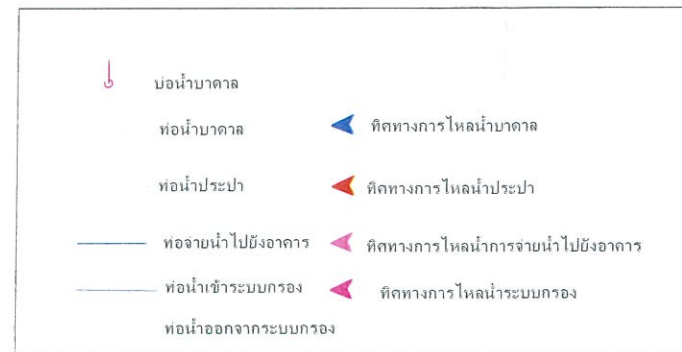 บ่อน้ำบาดาล
ท่อน้ำบาดาล ทิศทางการไหลน้ำบาดาล
ท่อน้ำประปา ทิศทางการไหลน้ำประปา
ท่อจ่ายน้ำไปยังอาคาร ทิศทางการไหลน้ำการจ่ายน้ำไปยังอาคาร
ท่อน้ำเข้าระบบกรอง ทิศทางการไหลน้ำระบบกรอง
ท่อน้ำออกจากระบบกรอง